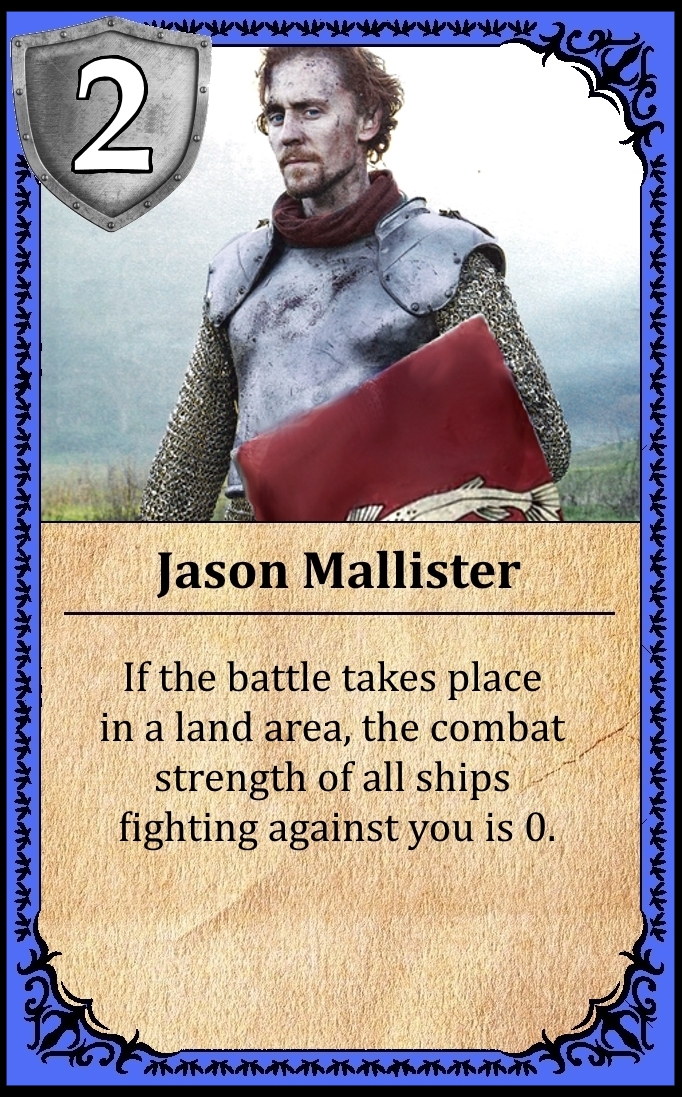 2
Jason Mallister
If the battle takes place
in a land area, the combat
strength of all ships
fighting against you is 0.